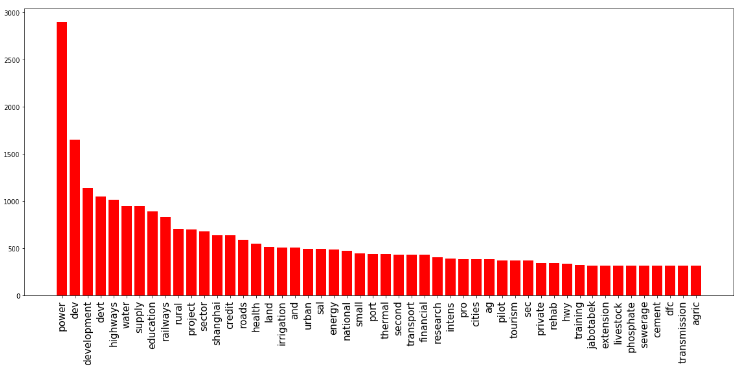 3000
2500
2000
1500
1000
500
0
power
dev
development
devt
highways
water
supply
education
railways
rural
project
sector
shanghai
credit
roads
health
land
irrigation
and
urban
sal
energy
national
small
port
thermal
second
transport
financial
research
intens
pro
cities
ag
pilot
tourism
sec
private
rehab
hwy
training
jabotabek
extension
livestock
phosphate
sewerage
cement
dfc
transmission
agric